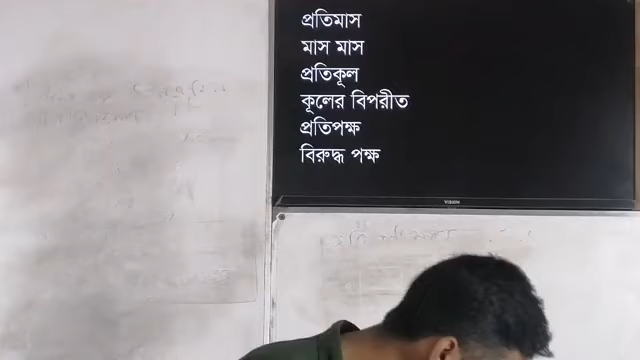 প্রতিমাস
মাস মাস
প্রতিকূল
কূলের বিপরীত
প্রতিপক্ষ
বিরুদ্ধ পক্ষ
VISION